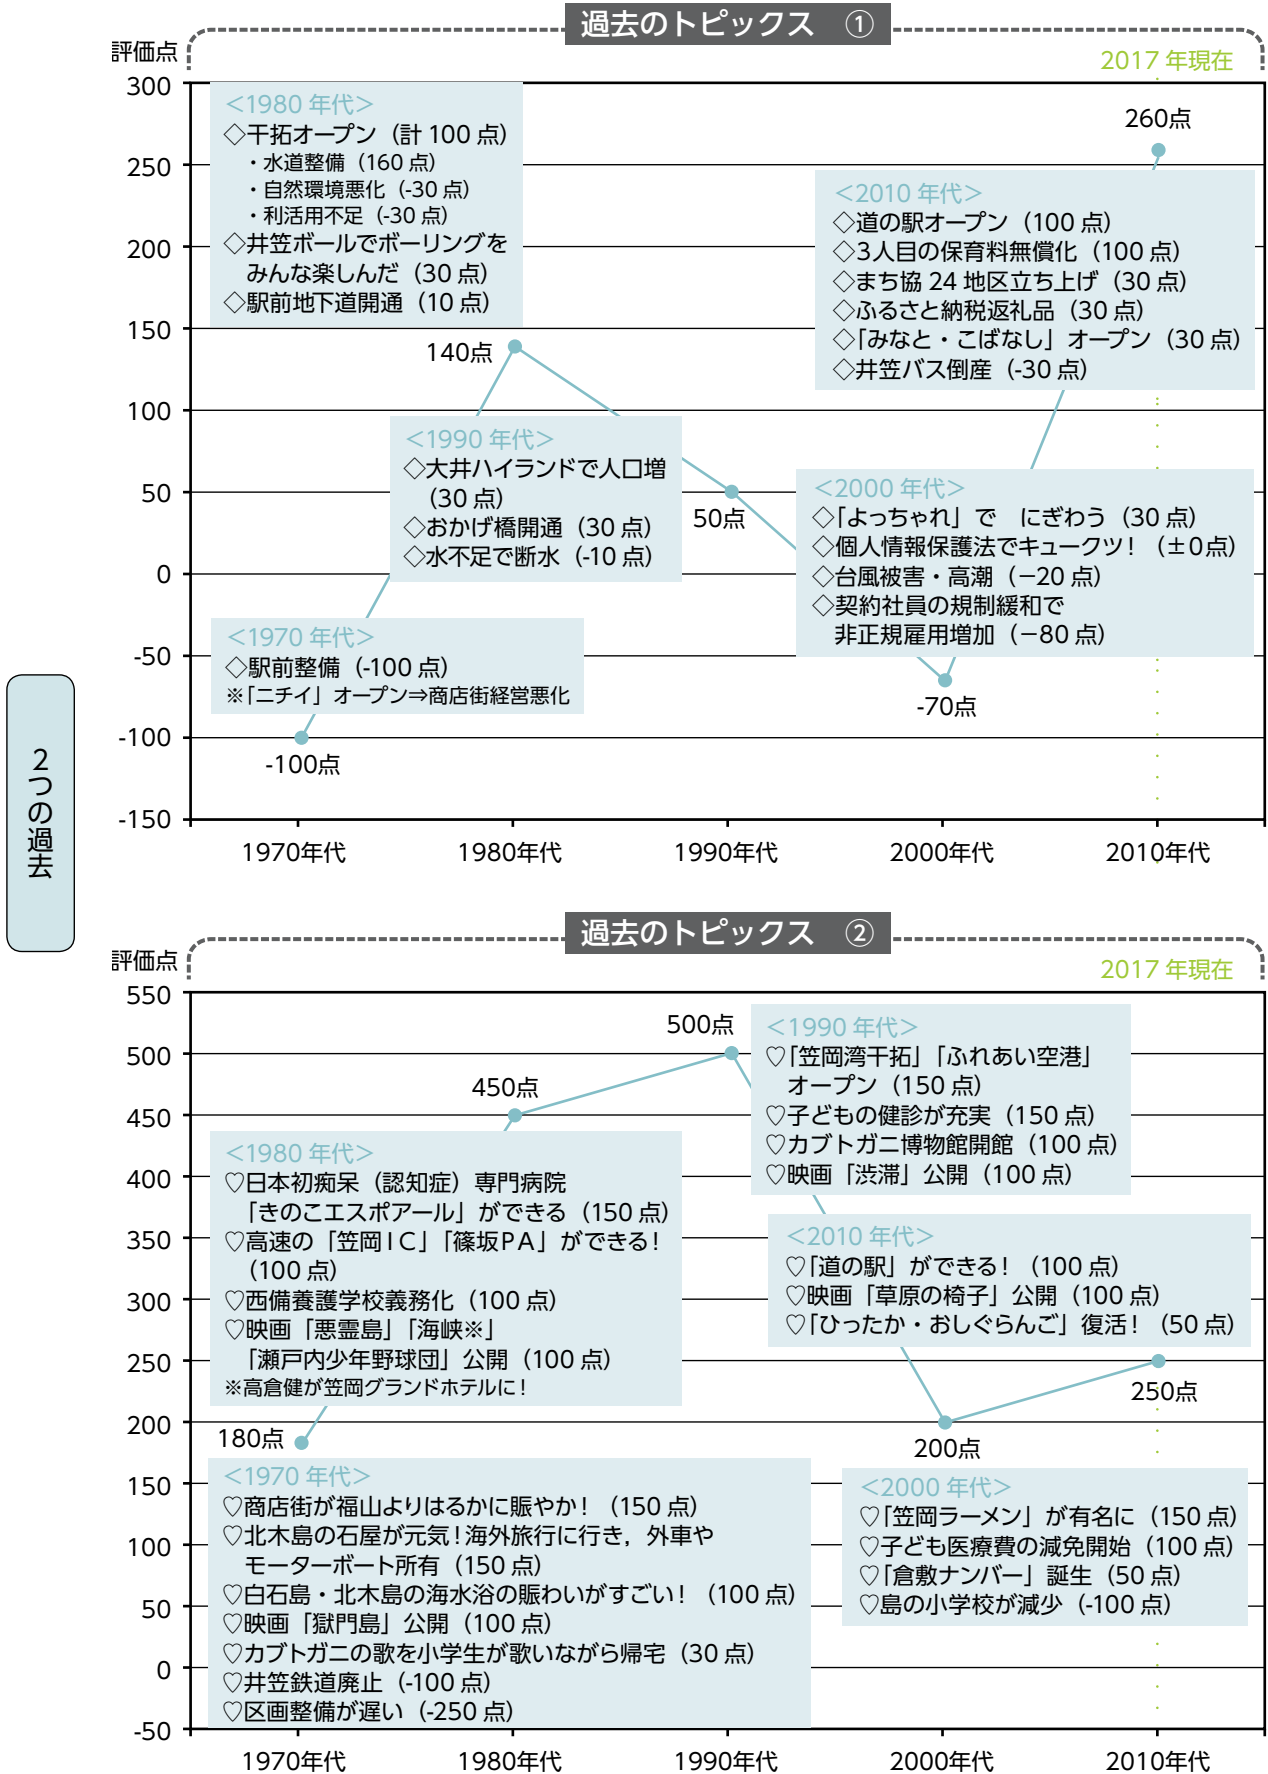 過去のトピックス ①
評価点
2017 年現在
300
250
200
150
100
50
0
-50
-100
-150
＜1980 年代＞
◇干拓オープン（計 100 点）
・水道整備（160 点）
・自然環境悪化（-30 点）
・利活用不足（-30 点）
◇井笠ボールでボーリングを
みんな楽しんだ（30 点）
◇駅前地下道開通（10 点）
260点
＜2010 年代＞
◇道の駅オープン（100 点）
◇3人目の保育料無償化（100 点）
◇まち協 24 地区立ち上げ（30 点）
◇ふるさと納税返礼品（30 点）
◇「みなと・こばなし」オープン（30 点）
◇井笠バス倒産（-30 点）
140点
＜1990 年代＞
◇大井ハイランドで人口増
（30 点）
◇おかげ橋開通（30 点）
◇水不足で断水（-10 点）
50点
＜2000 年代＞
◇「よっちゃれ」で　にぎわう（30 点）
◇個人情報保護法でキュークツ！（±0点）
◇台風被害・高潮（−20 点）
◇契約社員の規制緩和で
非正規雇用増加（−80 点）
＜1970 年代＞
◇駅前整備（-100 点）
※「ニチイ」オープン⇒商店街経営悪化
-70点
-100点
1970年代
1980年代
1990年代
2000年代
2010年代
2つの過去
過去のトピックス ②
評価点
2017 年現在
550
500
450
400
350
300
250
200
150
100
50
0
-50
500点
＜1990 年代＞
♡「笠岡湾干拓」「ふれあい空港」
オープン（150 点）
♡子どもの健診が充実（150 点）
♡カブトガニ博物館開館（100 点）
♡映画「渋滞」公開（100 点）
450点
＜1980 年代＞
♡日本初痴呆（認知症）専門病院
「きのこエスポアール」ができる（150 点）
♡高速の「笠岡ＩＣ」「篠坂ＰＡ」ができる！
（100 点）
♡西備養護学校義務化（100 点）
♡映画「悪霊島」「海峡※」
「瀬戸内少年野球団」公開（100 点）
※高倉健が笠岡グランドホテルに！
＜2010 年代＞
♡「道の駅」ができる！（100 点）
♡映画「草原の椅子」公開（100 点）
♡「ひったか・おしぐらんご」復活！（50 点）
250点
180点
200点
＜1970 年代＞
♡商店街が福山よりはるかに賑やか！（150 点）
♡北木島の石屋が元気！海外旅行に行き，外車や
モーターボート所有（150 点）
♡白石島・北木島の海水浴の賑わいがすごい！（100 点）
♡映画「獄門島」公開（100 点）
♡カブトガニの歌を小学生が歌いながら帰宅（30 点）
♡井笠鉄道廃止（-100 点）
♡区画整備が遅い（-250 点）
＜2000 年代＞
♡「笠岡ラーメン」が有名に（150 点）
♡子ども医療費の減免開始（100 点）
♡「倉敷ナンバー」誕生（50 点）
♡島の小学校が減少（-100 点）
1970年代
1980年代
1990年代
2000年代
2010年代